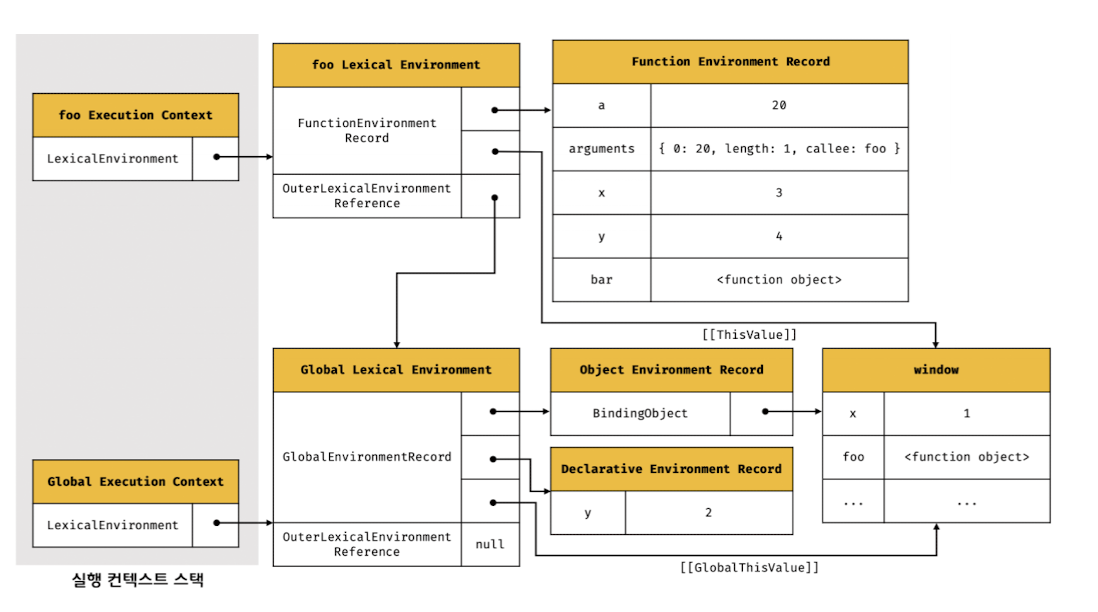 foo Execution Context
LexicalEnvironment
foo Lexical Environment
FunctionEnvironment
Record
OuterLexicalEnvironment
Reference
Function Environment Record
a
20
arguments
{ 0: 20, length: 1, callee: foo }
x
3
y
4
bar
<function object>
[[ThisValue]]
Global Execution Context
LexicalEnvironment
Global Lexical Environment
GlobalEnvironmentRecord
OuterLexicalEnvironment
Reference
null
Object Environment Record
BindingObject
Declarative Environment Record
y
2
window
x
1
foo
<function object>
...
...
[[GlobalThisValue]]
실행 컨텍스트 스택